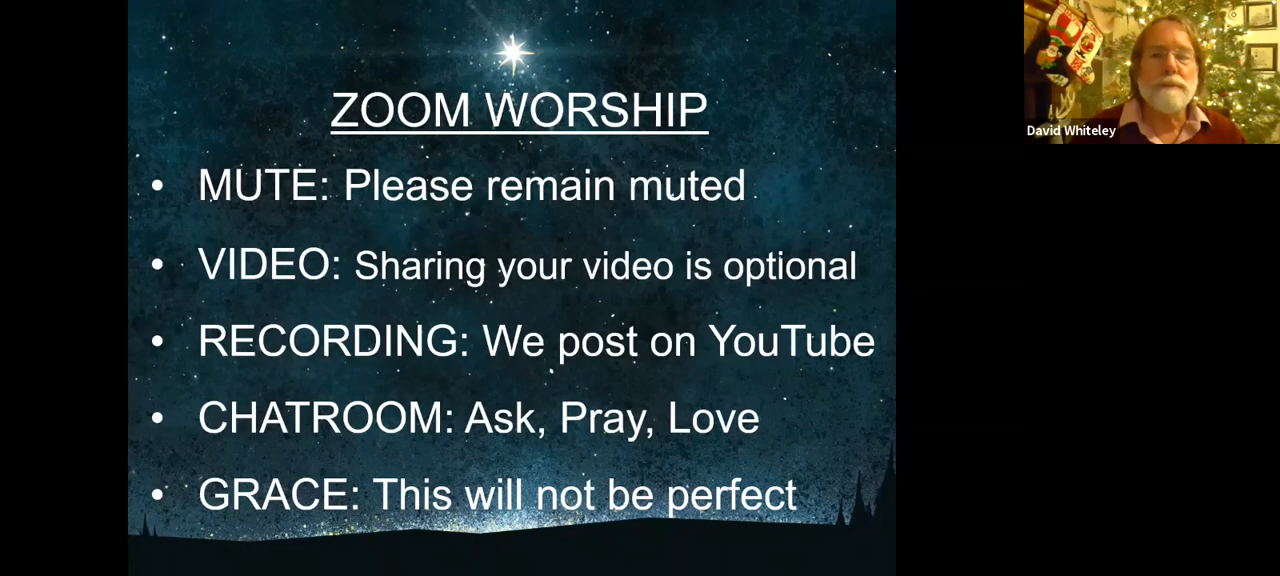 ZOOM WORSHIP
• MUTE: Please remain muted
• VIDEO: Sharing your video is optional
• RECORDING: We post on YouTube
• CHATROOM: Ask, Pray, Love
• GRACE: This will not be perfect
David Whiteley